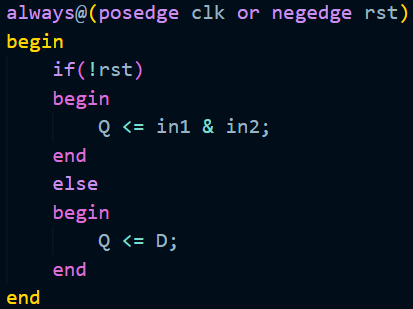 always@(posedge clk or negedge rst)
begin
    if(!rst)
    begin
        Q <= in1 & in2;
    end
    else
    begin
        Q <= D;
    end
end